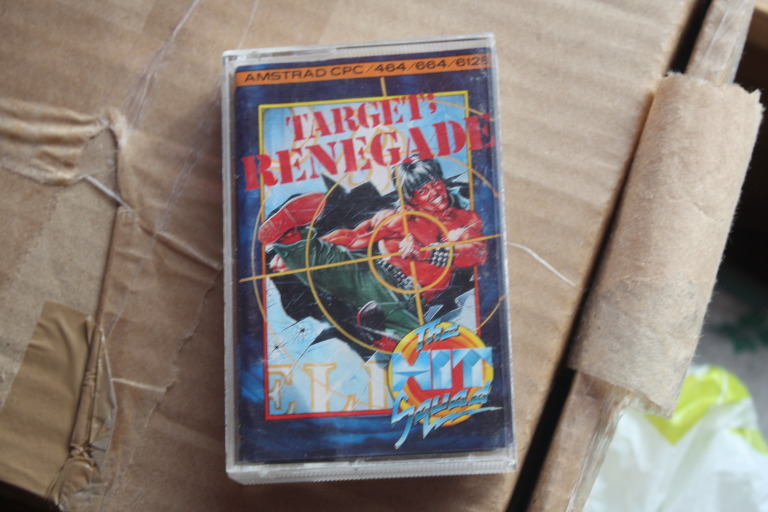 AMSTRAD CPC/464/664/6128
TARGET;
RENEGADE
The
HIT
Squad